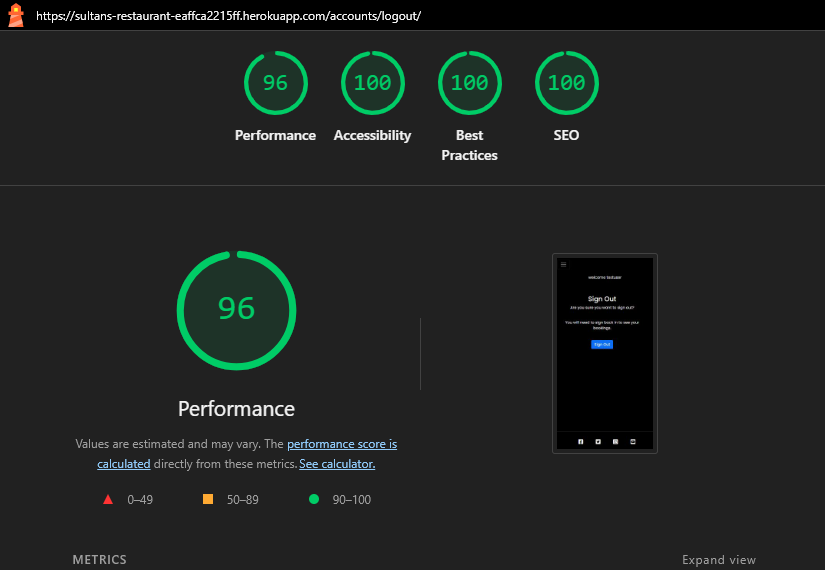 https://sultans-restaurant-eaffca2215ff.herokuapp.com/accounts/logout/
96 100 100 100
Performance Accessibility Best Practices SEO
96
Performance
Values are estimated and may vary. The performance score is
calculated directly from these metrics. See calculator.
0–49 50–89 90–100
welcome testuser
Sign Out
Are you sure you want to sign out?
You will need to sign back in to see your
bookings.
Sign Out
METRICS Expand view